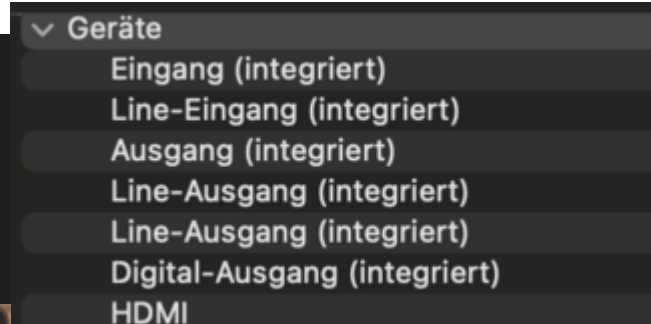 Geräte
Eingang (integriert)
Line-Eingang (integriert)
Ausgang (integriert)
Line-Ausgang (integriert)
Line-Ausgang (integriert)
Digital-Ausgang (integriert)
HDMI